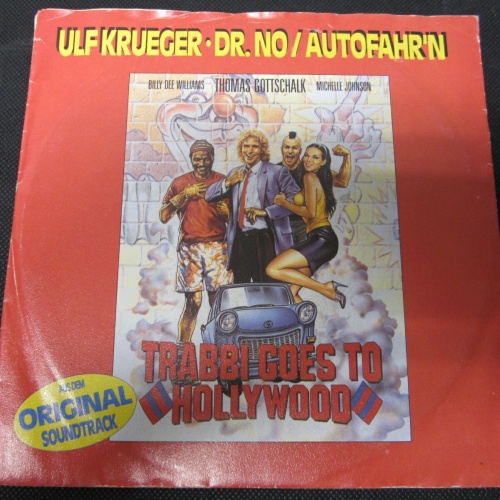 ULF KRUEGER · DR. NO / AUTOFAHR'N
BILLY DEE WILLIAMS THOMAS GOTTSCHALK MICHELLE JOHNSON
TRABBI GOES TO
HOLLYWOOD
AUS DEM
ORIGINAL
SOUNDTRACK